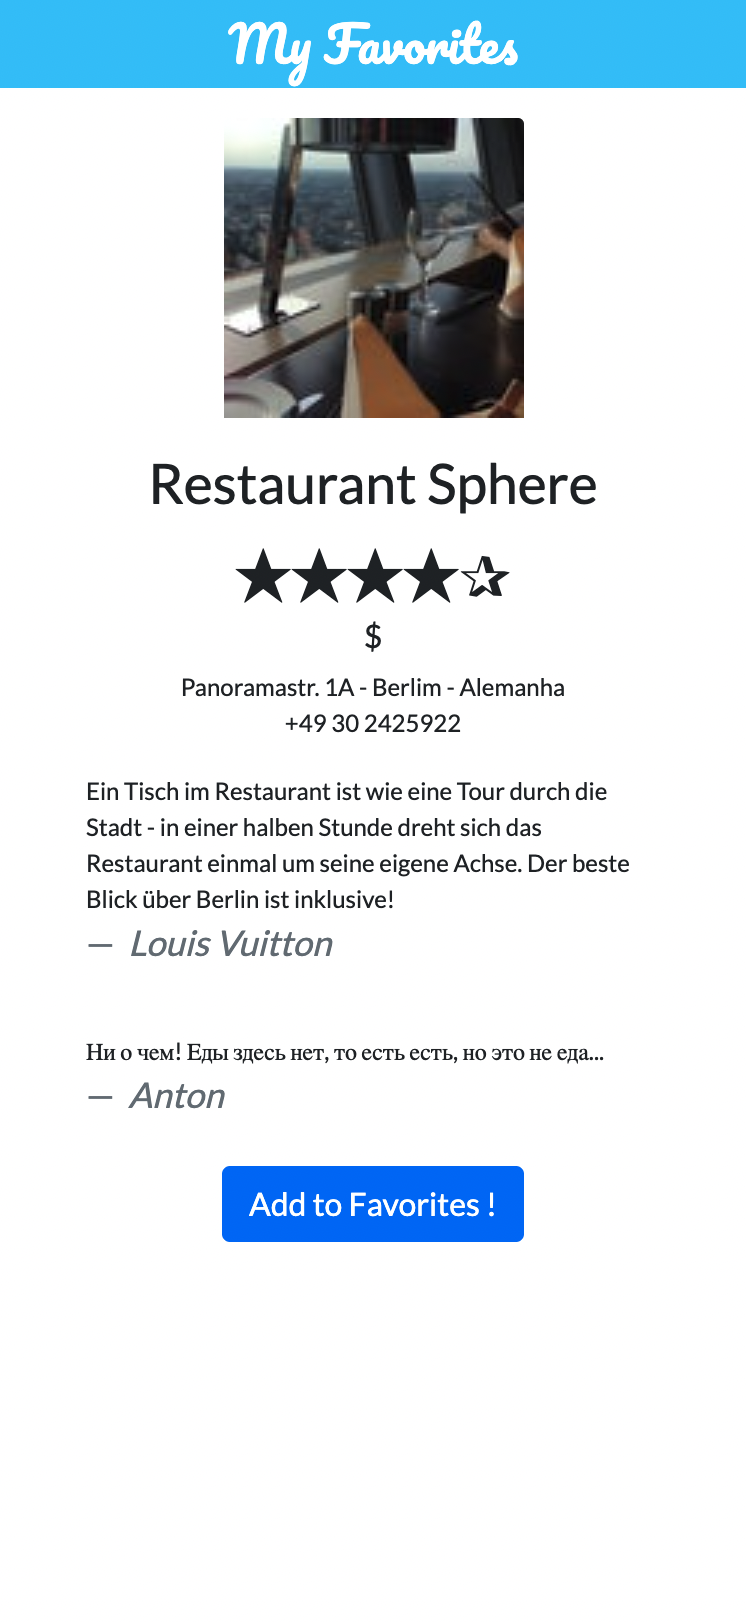 My Favorites
Restaurant Sphere
★★★★✰
$
Panoramastr. 1A - Berlim - Alemanha
+49 30 2425922
Ein Tisch im Restaurant ist wie eine Tour durch die
Stadt - in einer halben Stunde dreht sich das
Restaurant einmal um seine eigene Achse. Der beste
Blick über Berlin ist inklusive!
— Louis Vuitton
Ни о чем! Еды здесь нет, то есть есть, но это не еда...
— Anton
Add to Favorites !